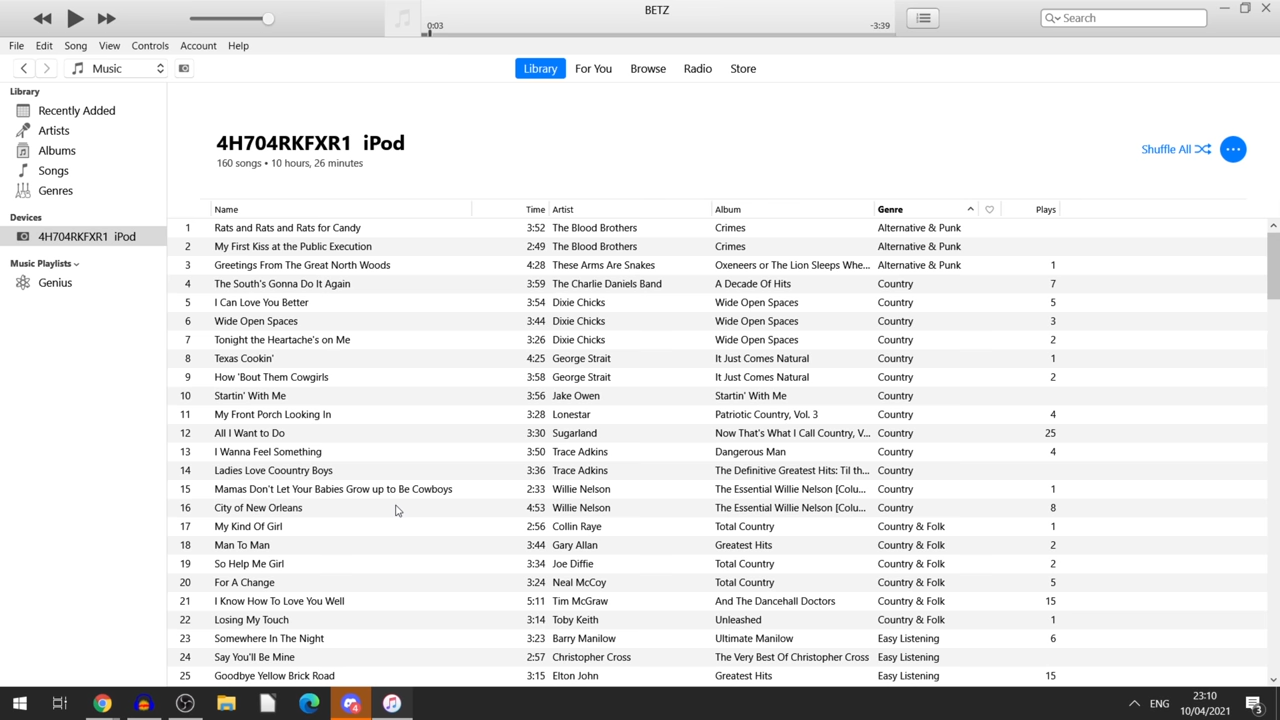 BETZ
0:03
-3:39
Search
File Edit Song View Controls Account Help
Music
Library For You Browse Radio Store
Library
Recently Added
Artists
Albums
Songs
Genres
Devices
4H704RKFXR1 iPod
Music Playlists
Genius
4H704RKFXR1 iPod
160 songs • 10 hours, 26 minutes
Shuffle All
Name Time Artist Album Genre Plays
1 Rats and Rats and Rats for Candy 3:52 The Blood Brothers Crimes Alternative & Punk
2 My First Kiss at the Public Execution 2:49 The Blood Brothers Crimes Alternative & Punk
3 Greetings From The Great North Woods 4:28 These Arms Are Snakes Oxeneers or The Lion Sleeps Whe... Alternative & Punk 1
4 The South's Gonna Do It Again 3:59 The Charlie Daniels Band A Decade Of Hits Country 7
5 I Can Love You Better 3:54 Dixie Chicks Wide Open Spaces Country 5
6 Wide Open Spaces 3:44 Dixie Chicks Wide Open Spaces Country 3
7 Tonight the Heartache's on Me 3:26 Dixie Chicks Wide Open Spaces Country 2
8 Texas Cookin' 4:25 George Strait It Just Comes Natural Country 1
9 How 'Bout Them Cowgirls 3:58 George Strait It Just Comes Natural Country 2
10 Startin' With Me 3:56 Jake Owen Startin' With Me Country
11 My Front Porch Looking In 3:28 Lonestar Patriotic Country, Vol. 3 Country 4
12 All I Want to Do 3:30 Sugarland Now That's What I Call Country, V... Country 25
13 I Wanna Feel Something 3:50 Trace Adkins Dangerous Man Country 4
14 Ladies Love Coountry Boys 3:36 Trace Adkins The Definitive Greatest Hits: Til th... Country
15 Mamas Don't Let Your Babies Grow up to Be Cowboys 2:33 Willie Nelson The Essential Willie Nelson [Colu... Country 1
16 City of New Orleans 4:53 Willie Nelson The Essential Willie Nelson [Colu... Country 8
17 My Kind Of Girl 2:56 Collin Raye Total Country Country & Folk 1
18 Man To Man 3:44 Gary Allan Greatest Hits Country & Folk 2
19 So Help Me Girl 3:34 Joe Diffie Total Country Country & Folk 2
20 For A Change 3:24 Neal McCoy Total Country Country & Folk 5
21 I Know How To Love You Well 5:11 Tim McGraw And The Dancehall Doctors Country & Folk 15
22 Losing My Touch 3:14 Toby Keith Unleashed Country & Folk 1
23 Somewhere In The Night 3:23 Barry Manilow Ultimate Manilow Easy Listening 6
24 Say You'll Be Mine 2:57 Christopher Cross The Very Best Of Christopher Cross Easy Listening
25 Goodbye Yellow Brick Road 3:15 Elton John Greatest Hits Easy Listening 15
4
ENG
23:10
10/04/2021
3